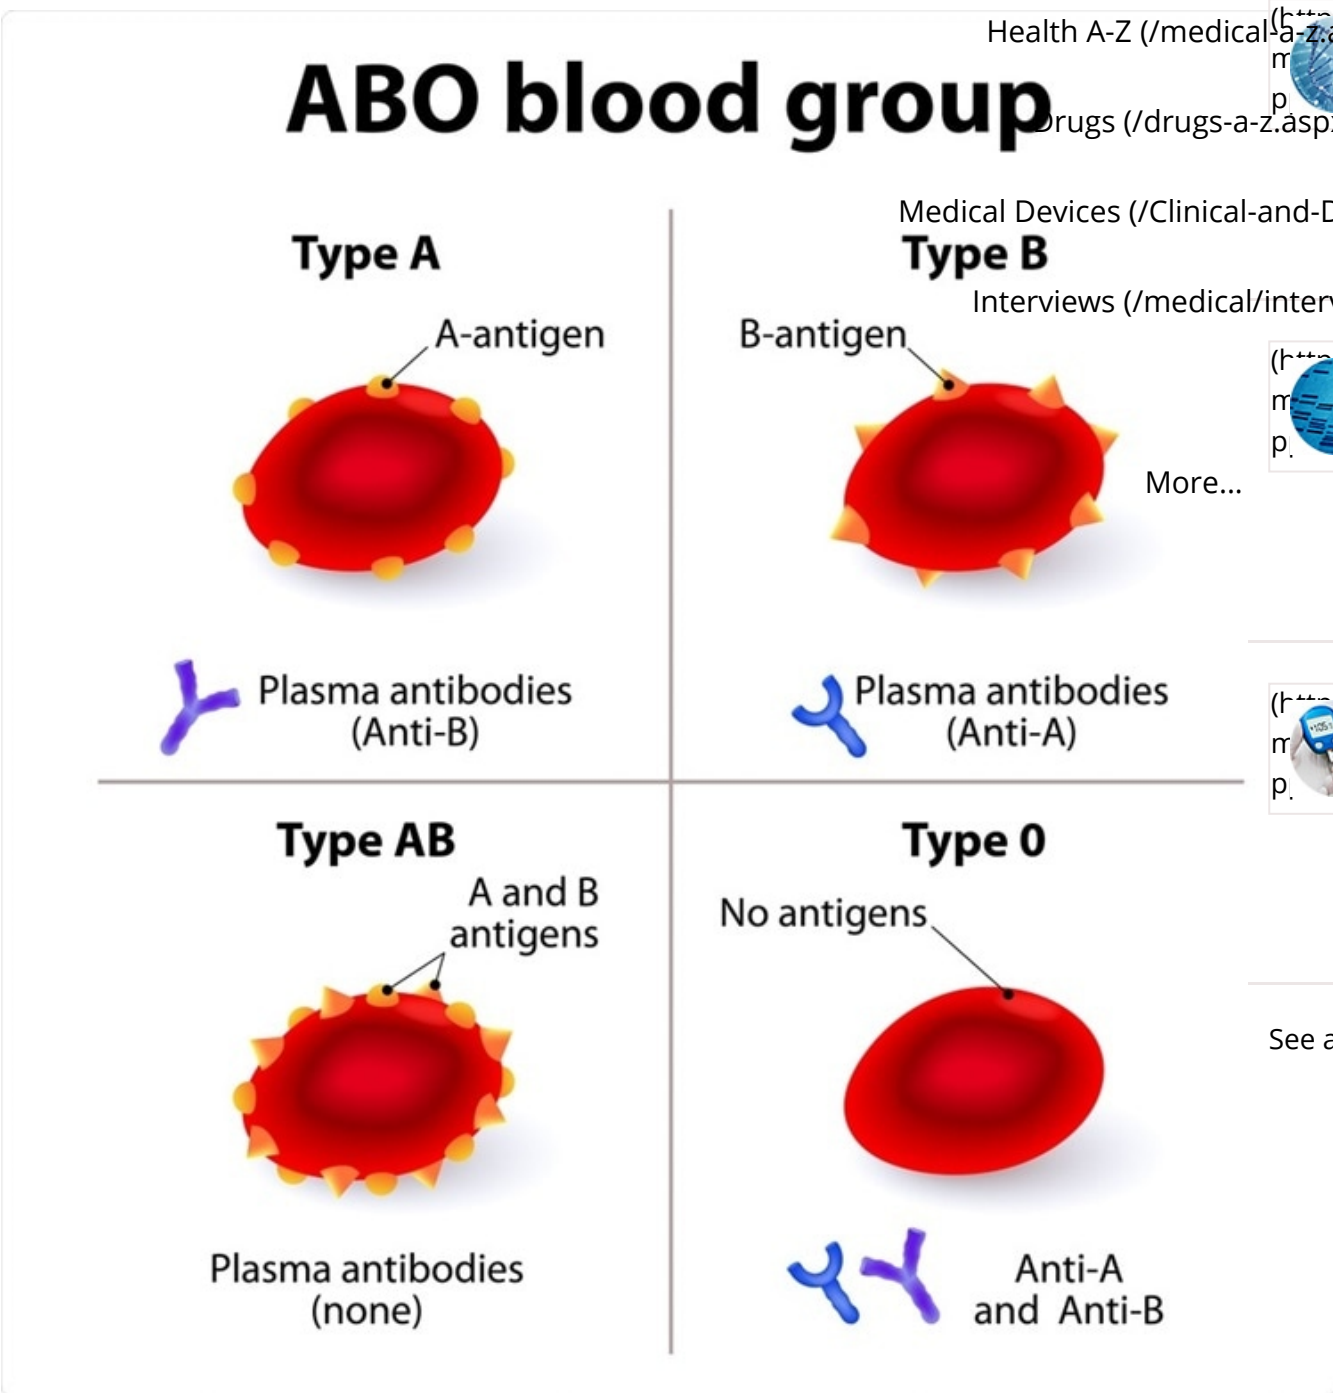 Health A-Z (/medical-a-z.a
ABO blood group
Drugs (/drugs-a-z.asp
Medical Devices (/Clinical-and-D
Type A
Type B
Interviews (/medical/interv
A-antigen
B-antigen
More...
Plasma antibodies
(Anti-B)
Plasma antibodies
(Anti-A)
Type AB
Type 0
A and B
antigens
No antigens
See a
Plasma antibodies
(none)
Anti-A
and Anti-B